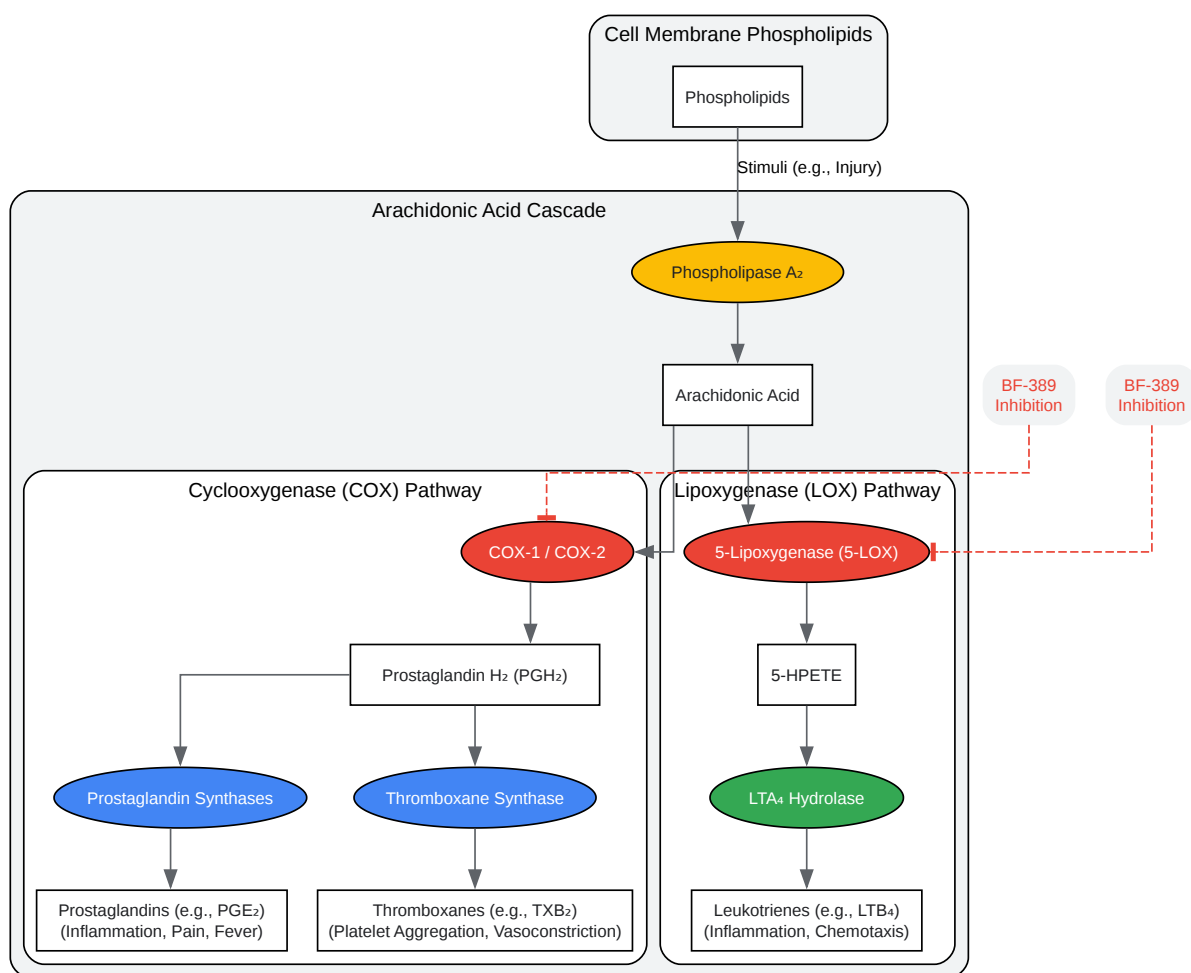 Cell Membrane Phospholipids
Phospholipids
Stimuli (e.g., Injury)
Arachidonic Acid Cascade
Phospholipase A₂
Arachidonic Acid
BF-389
Inhibition
BF-389
Inhibition
Cyclooxygenase (COX) Pathway
Lipoxygenase (LOX) Pathway
COX-1 / COX-2
5-Lipoxygenase (5-LOX)
Prostaglandin H₂ (PGH₂)
5-HPETE
Prostaglandin Synthases
Thromboxane Synthase
LTA₄ Hydrolase
Prostaglandins (e.g., PGE₂)
(Inflammation, Pain, Fever)
Thromboxanes (e.g., TXB₂)
(Platelet Aggregation, Vasoconstriction)
Leukotrienes (e.g., LTB₄)
(Inflammation, Chemotaxis)